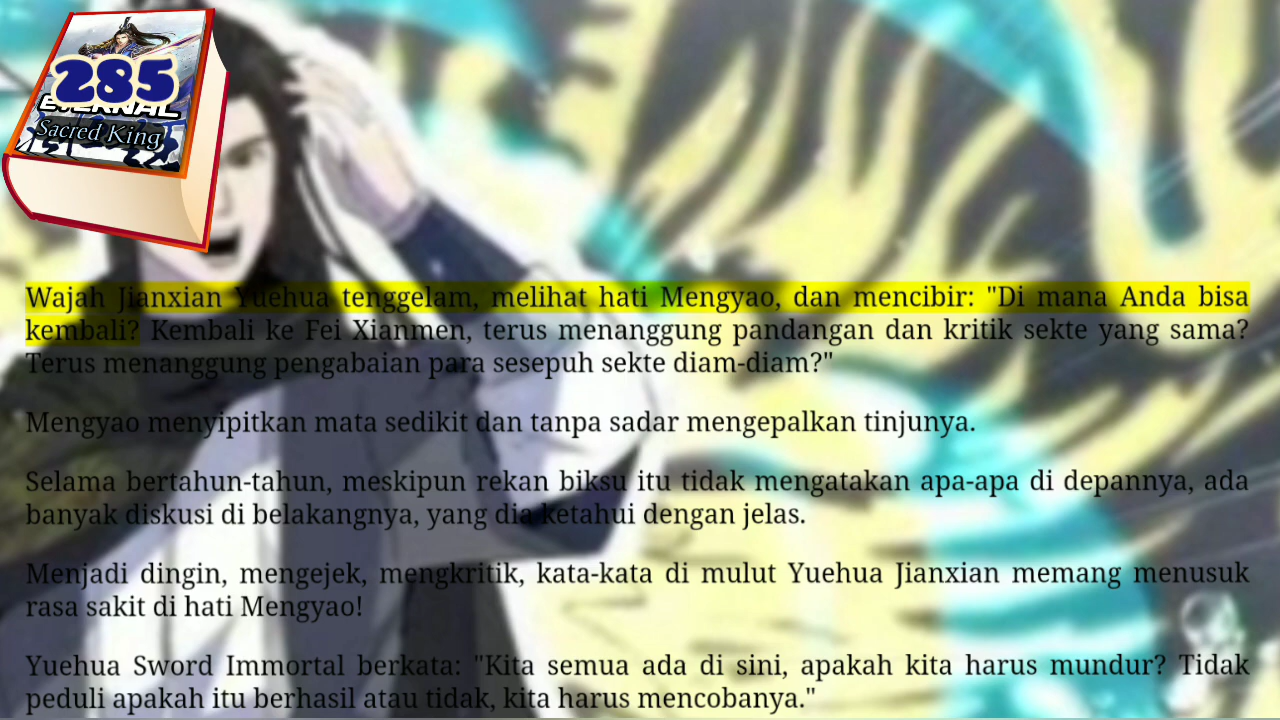 285
ETERNAL
Sacred King
Wajah Jianxian Yuehua tenggelam, melihat hati Mengyao, dan mencibir: "Di mana Anda bisa
kembali? Kembali ke Fei Xianmen, terus menanggung pandangan dan kritik sekte yang sama?
Terus menanggung pengabaian para sesepuh sekte diam-diam?"
Mengyao menyipitkan mata sedikit dan tanpa sadar mengepalkan tinjunya.
Selama bertahun-tahun, meskipun rekan biksu itu tidak mengatakan apa-apa di depannya, ada
banyak diskusi di belakangnya, yang dia ketahui dengan jelas.
Menjadi dingin, mengejek, mengkritik, kata-kata di mulut Yuehua Jianxian memang menusuk
rasa sakit di hati Mengyao!
Yuehua Sword Immortal berkata: "Kita semua ada di sini, apakah kita harus mundur? Tidak
peduli apakah itu berhasil atau tidak, kita harus mencobanya."